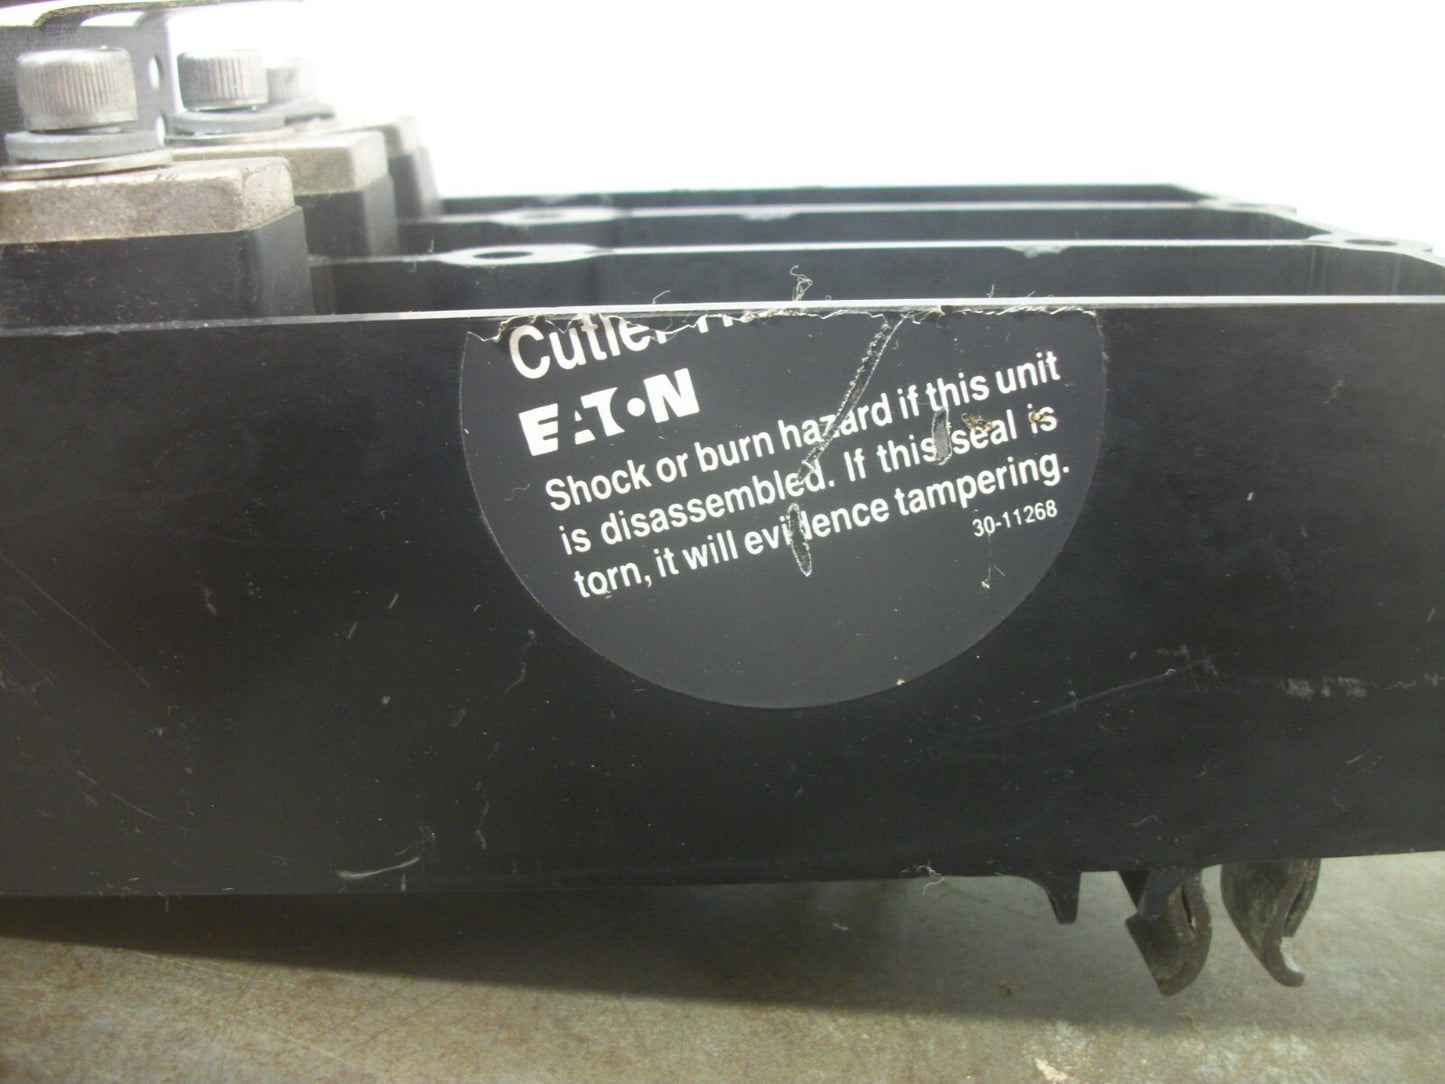 Cutler
EATON
Shock or burn hazard if this unit
is disassembled. If this seal is
torn, it will evidence tampering.
30-11268